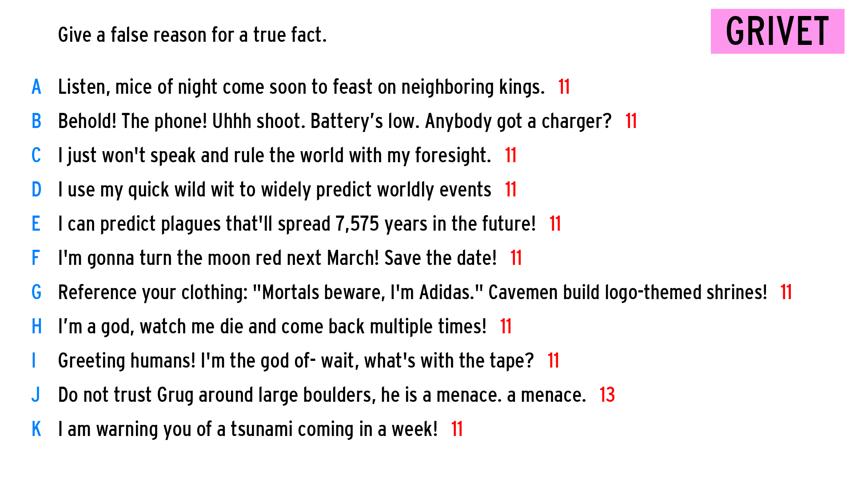 Give a false reason for a true fact.
GRIVET
A Listen, mice of night come soon to feast on neighboring kings. 11
B Behold! The phone! Uhhh shoot. Battery's low. Anybody got a charger? 11
C I just won't speak and rule the world with my foresight. 11
D I use my quick wild wit to widely predict worldly events 11
E I can predict plagues that'll spread 7,575 years in the future! 11
F I'm gonna turn the moon red next March! Save the date! 11
G Reference your clothing: "Mortals beware, I'm Adidas." Cavemen build logo-themed shrines! 11
H I'm a god, watch me die and come back multiple times! 11
I Greeting humans! I'm the god of- wait, what's with the tape? 11
J Do not trust Grug around large boulders, he is a menace. a menace. 13
K I am warning you of a tsunami coming in a week! 11